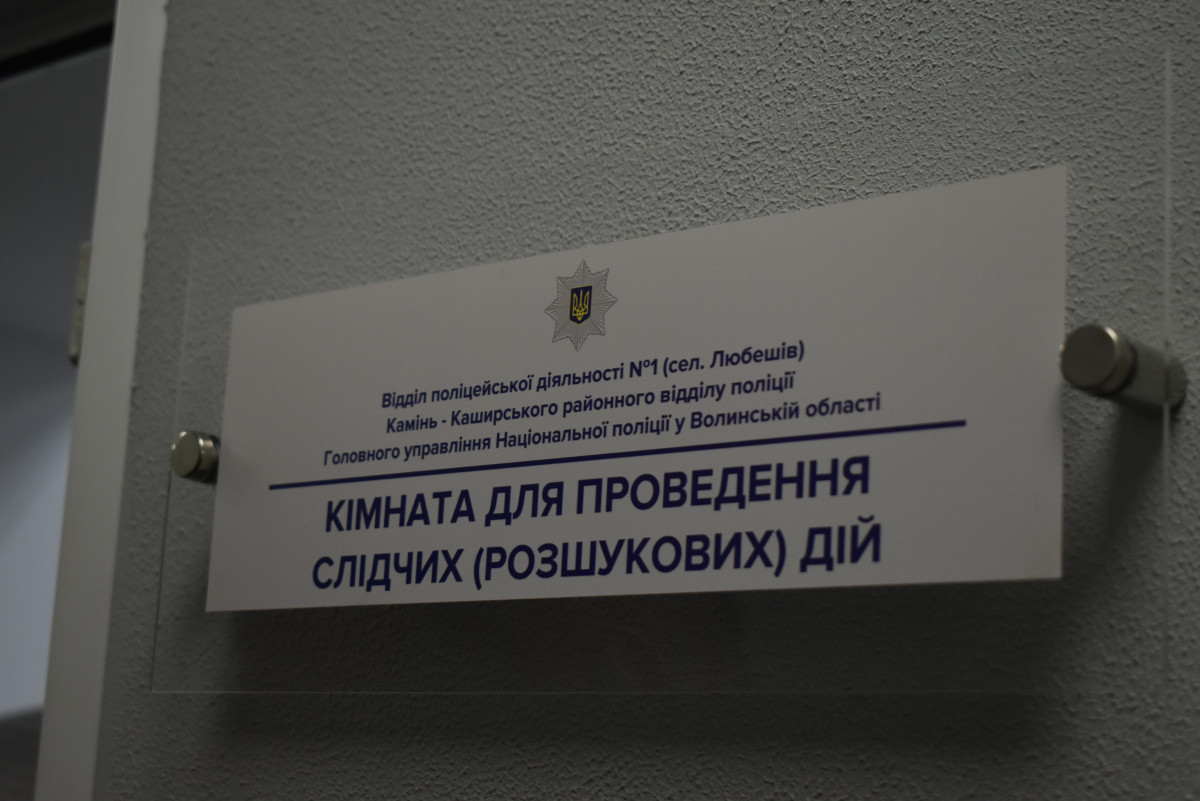 Відділ поліцейської діяльності №1 (сел. Любешів)
Камінь - Каширського районного відділу поліції
Головного управління Національної поліції у Волинській області
КІМНАТА ДЛЯ ПРОВЕДЕННЯ
СЛІДЧИХ (РОЗШУКОВИХ) ДІЙ